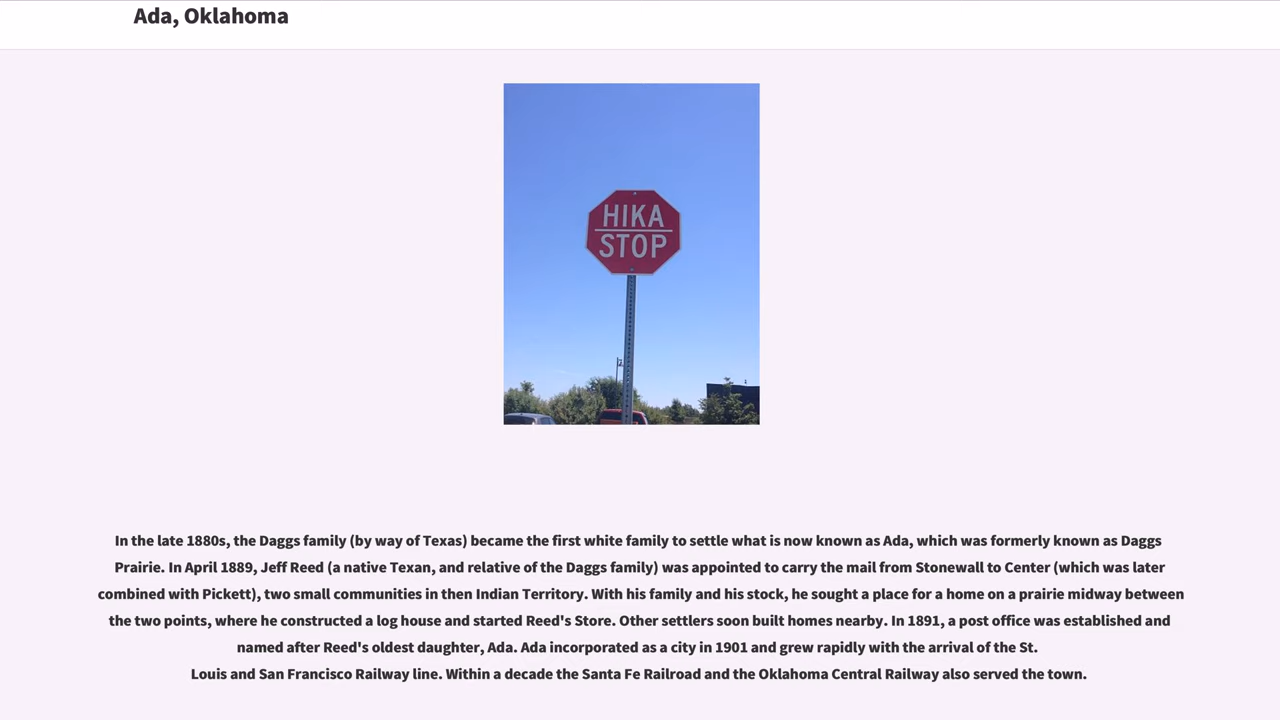 Ada, Oklahoma
HIKA
STOP
In the late 1880s, the Daggs family (by way of Texas) became the first white family to settle what is now known as Ada, which was formerly known as Daggs
Prairie. In April 1889, Jeff Reed (a native Texan, and relative of the Daggs family) was appointed to carry the mail from Stonewall to Center (which was later
combined with Pickett), two small communities in then Indian Territory. With his family and his stock, he sought a place for a home on a prairie midway between
the two points, where he constructed a log house and started Reed's Store. Other settlers soon built homes nearby. In 1891, a post office was established and
named after Reed's oldest daughter, Ada. Ada incorporated as a city in 1901 and grew rapidly with the arrival of the St.
Louis and San Francisco Railway line. Within a decade the Santa Fe Railroad and the Oklahoma Central Railway also served the town.